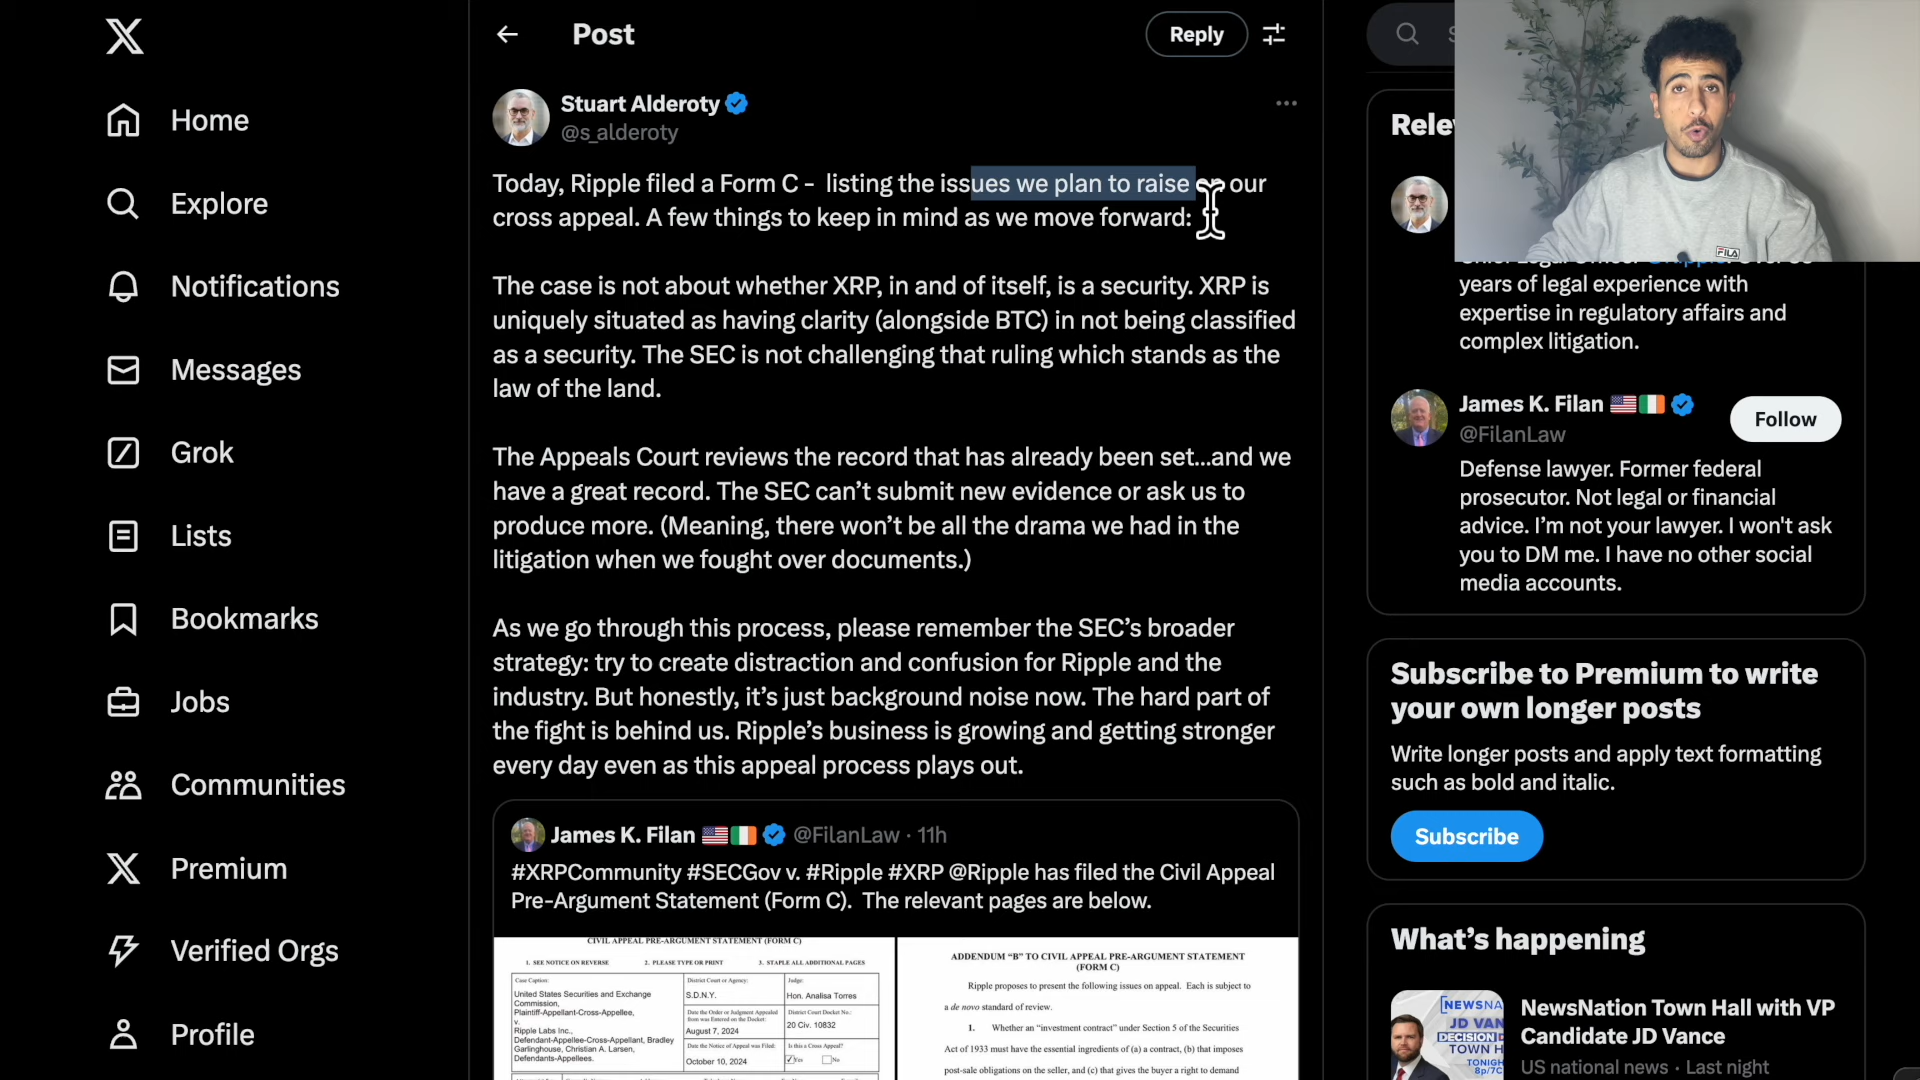 Post
Reply
Home
Explore
Notifications
Messages
Grok
Lists
Bookmarks
Jobs
Communities
Premium
Verified Orgs
Profile
Stuart Alderoty
@s_alderoty
Today, Ripple filed a Form C -  listing the issues we plan to raise on our
cross appeal. A few things to keep in mind as we move forward:
The case is not about whether XRP, in and of itself, is a security. XRP is
uniquely situated as having clarity (alongside BTC) in not being classified
as a security. The SEC is not challenging that ruling which stands as the
law of the land.
The Appeals Court reviews the record that has already been set...and we
have a great record. The SEC can’t submit new evidence or ask us to
produce more. (Meaning, there won’t be all the drama we had in the
litigation when we fought over documents.)
As we go through this process, please remember the SEC’s broader
strategy: try to create distraction and confusion for Ripple and the
industry. But honestly, it’s just background noise now. The hard part of
the fight is behind us. Ripple’s business is growing and getting stronger
every day even as this appeal process plays out.
James K. Filan @FilanLaw · 11h
#XRPCommunity #SECGov v. #Ripple #XRP @Ripple has filed the Civil Appeal
Pre-Argument Statement (Form C).  The relevant pages are below.
CIVIL APPEAL PRE-ARGUMENT STATEMENT (FORM C)
1. SEE NOTICE ON REVERSE 2. PLEASE TYPE OR PRINT 3. STAPLE ALL ADDITIONAL PAGES
Case Caption:
United States Securities and Exchange
Commission,
Plaintiff-Appellant-Cross-Appellee,
v.
Ripple Labs Inc.,
Defendant-Appellee-Cross-Appellant, Bradley
Garlinghouse, Christian A. Larsen,
Defendants-Appellees.
District Court or Agency:
S.D.N.Y.
Judge:
Hon. Analisa Torres
Date the Order or Judgment Appealed
from was Entered on the Docket:
August 7, 2024
District Court Docket No.:
20 Civ. 10832
Date the Notice of Appeal was Filed:
October 10, 2024
Is this a Cross Appeal?
Yes No
ADDENDUM “B” TO CIVIL APPEAL PRE-ARGUMENT STATEMENT
(FORM C)
Ripple proposes to present the following issues on appeal. Each is subject to
a de novo standard of review.
1. Whether an “investment contract” under Section 5 of the Securities
Act of 1933 must have the essential ingredients of (a) a contract, (b) that imposes
post-sale obligations on the seller, and (c) that gives the buyer a right to demand
FILA
years of legal experience with
expertise in regulatory affairs and
complex litigation.
James K. Filan
@FilanLaw
Follow
Defense lawyer. Former federal
prosecutor. Not legal or financial
advice. I’m not your lawyer. I won't ask
you to DM me. I have no other social
media accounts.
Subscribe to Premium to write
your own longer posts
Write longer posts and apply text formatting
such as bold and italic.
Subscribe
What’s happening
JD VAN
DECISION
TOWN H
NewsNation Town Hall with VP
Candidate JD Vance
US national news · Last night